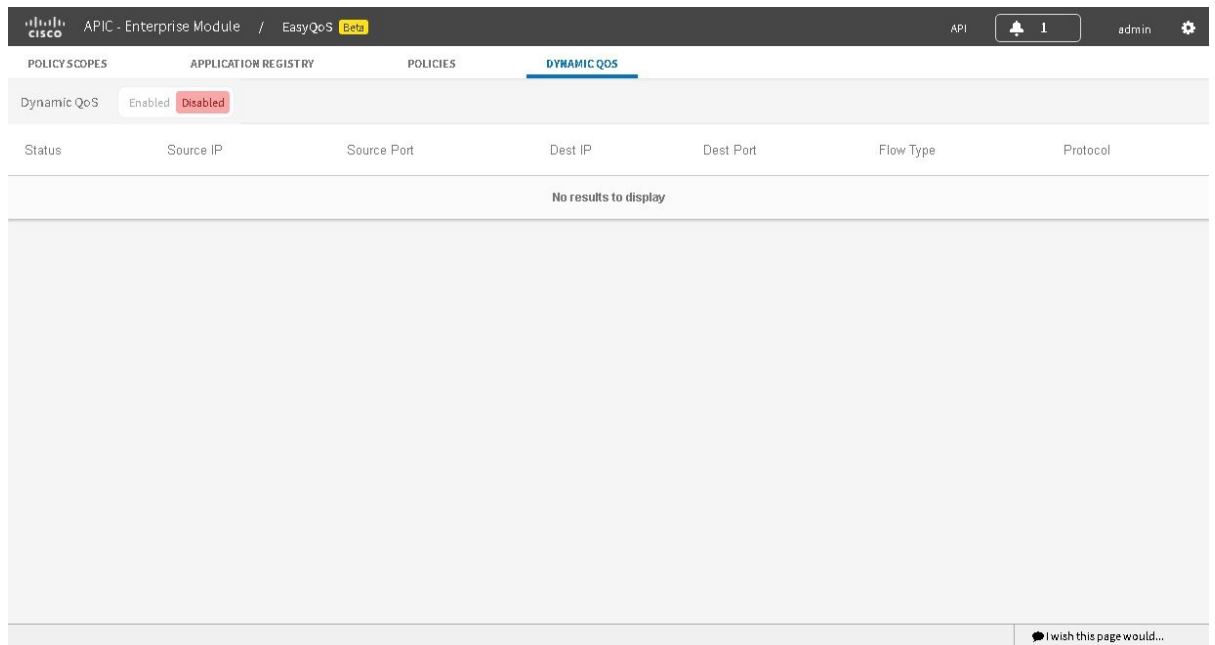 CISCO APIC - Enterprise Module / EasyQoS Beta API 1 admin
POLICY SCOPES APPLICATION REGISTRY POLICIES DYNAMIC QOS
Dynamic QoS Enabled Disabled
Status Source IP Source Port Dest IP Dest Port Flow Type Protocol
No results to display
I wish this page would...